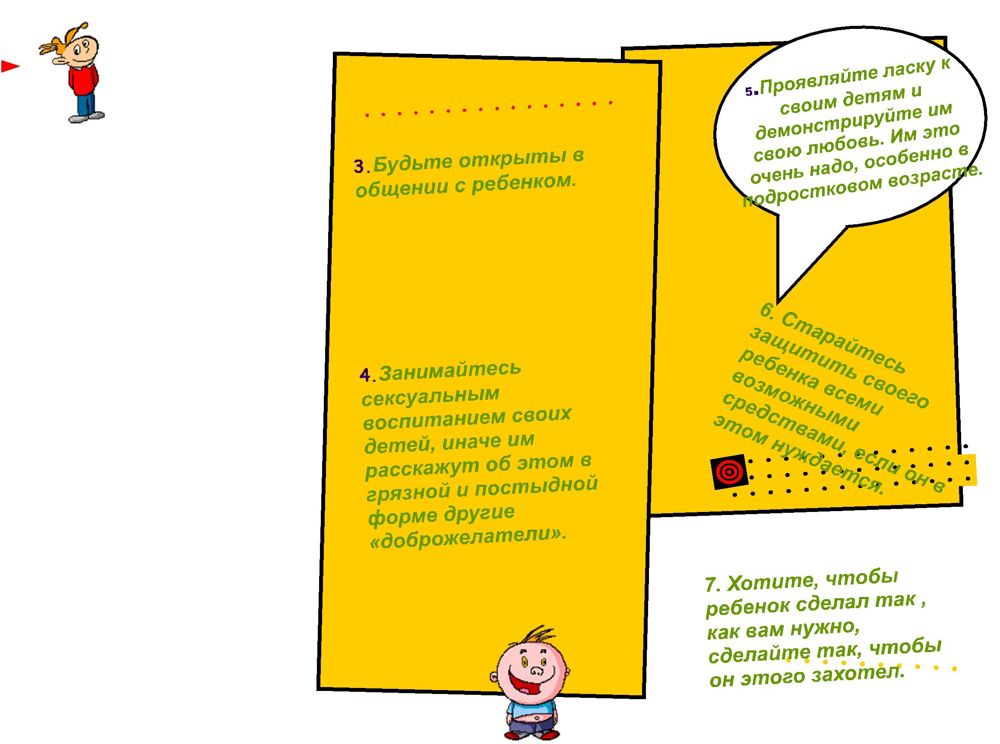 3.Будьте открыты в
общении с ребенком.
4.Занимайтесь
сексуальным
воспитанием своих
детей, иначе им
расскажут об этом в
грязной и постыдной
форме другие
«доброжелатели».
5.Проявляйте ласку к
своим детям и
демонстрируйте им
свою любовь. Им это
очень надо, особенно в
подростковом возрасте.
6. Старайтесь
защитить своего
ребенка всеми
возможными
средствами, если он в
этом нуждается.
7. Хотите, чтобы
ребенок сделал так ,
как вам нужно,
сделайте так, чтобы
он этого захотел.